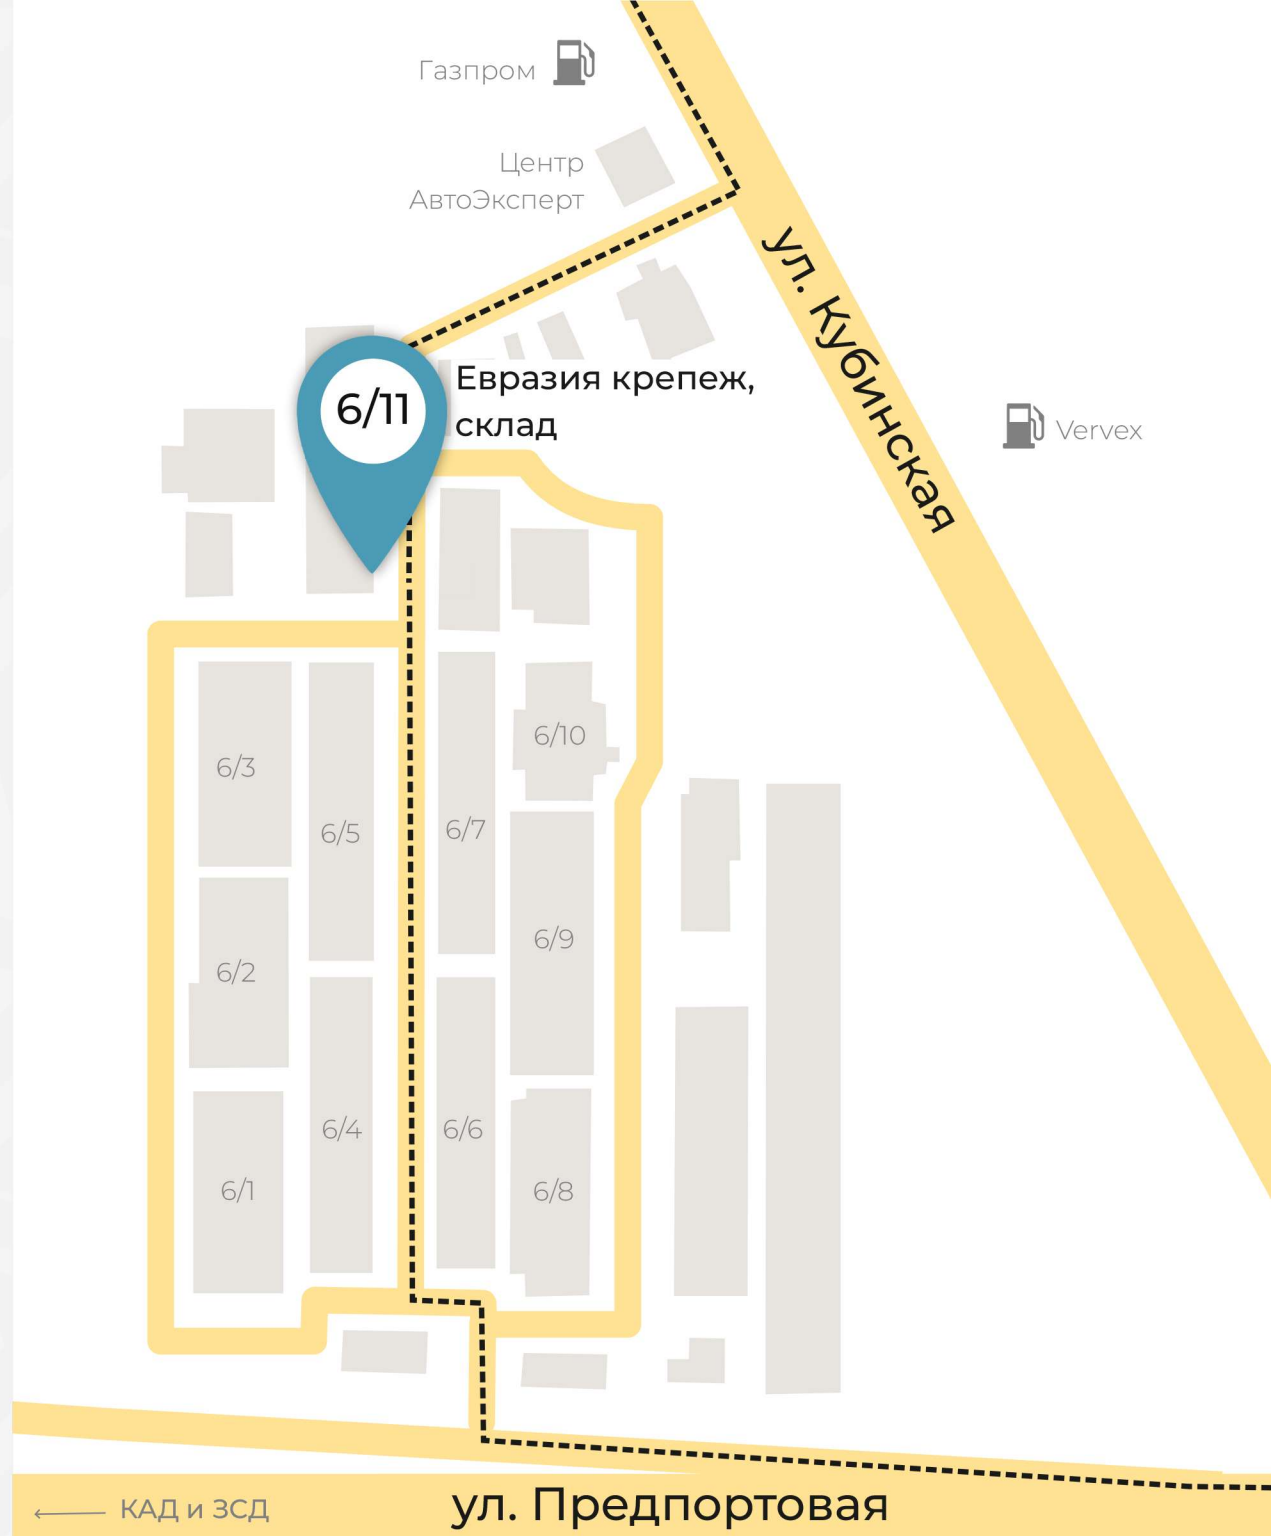 Газпром
Центр
АвтоЭксперт
ул. Кубинская
6/11
Евразия крепеж,
склад
Vervex
6/10
6/3
6/5
6/7
6/9
6/2
6/4
6/6
6/1
6/8
КАД и ЗСД
ул. Предпортовая